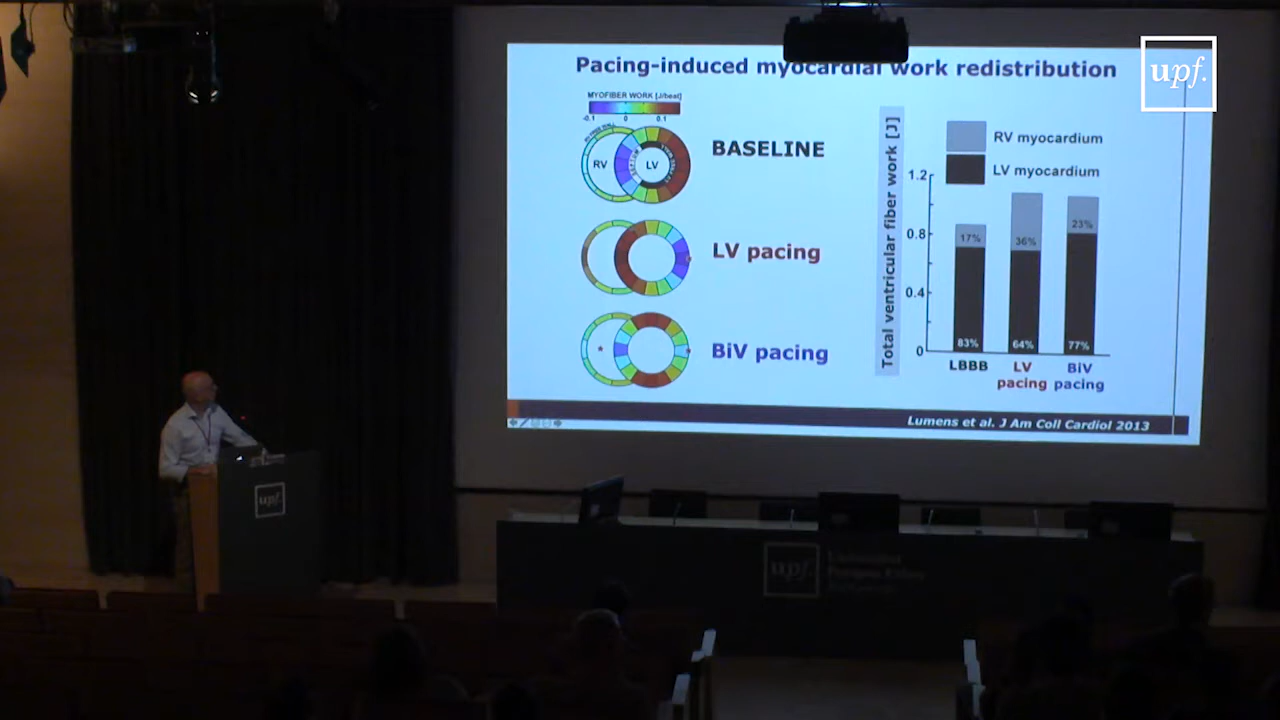 upf.
Pacing-induced myocardial work redistribution
MYOFIBER WORK [J/beat]
-0.1 0 0.1
RV
LV
BASELINE
LV pacing
BiV pacing
Total ventricular fiber work [J]
RV myocardium
LV myocardium
1.2
0.8
0.4
0
17%
83%
36%
64%
23%
77%
LBBB
LV
pacing
BiV
pacing
Lumens et al. J Am Coll Cardiol 2013
upf.
upf.